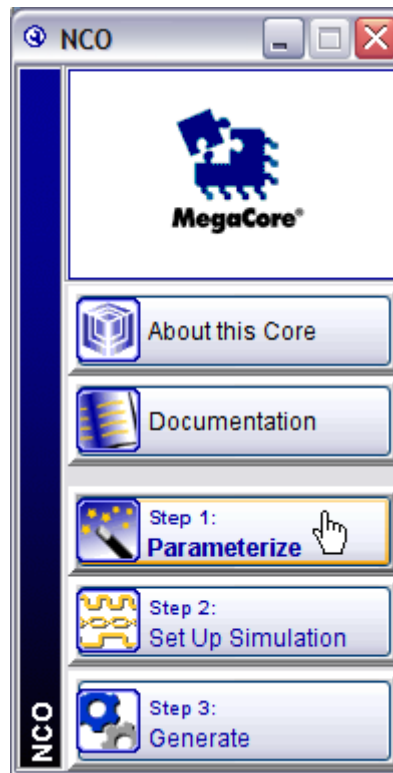 NCO
MegaCore®
About this Core
Documentation
Step 1:
Parameterize
Step 2:
Set Up Simulation
Step 3:
Generate
NCO